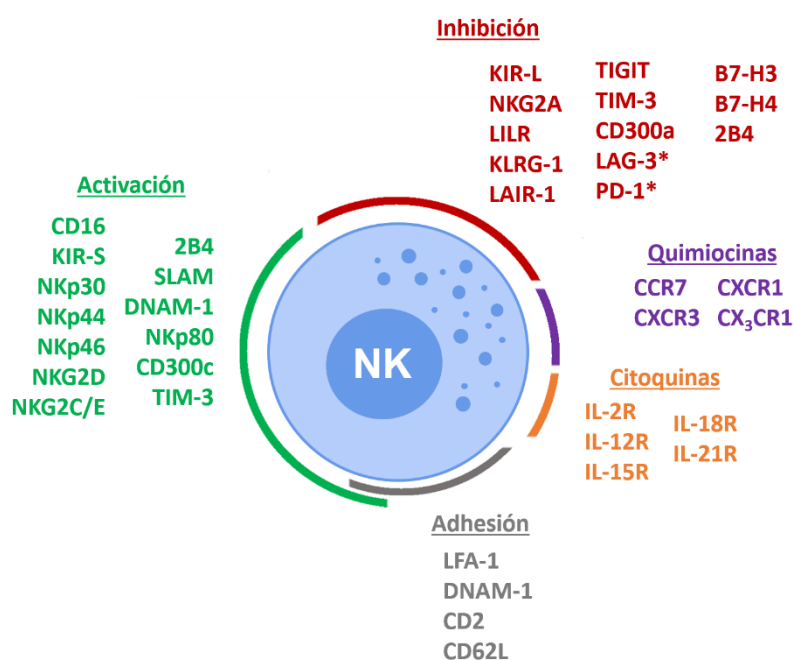 Inhibición
KIR-L
NKG2A
LILR
KLRG-1
LAIR-1
TIGIT
TIM-3
CD300a
LAG-3*
PD-1*
B7-H3
B7-H4
2B4
Activación
CD16
KIR-S
NKp30
NKp44
NKp46
NKG2D
NKG2C/E
2B4
SLAM
DNAM-1
NKp80
CD300c
TIM-3
NK
Quimiocinas
CCR7
CXCR3
CXCR1
CX₃CR1
Citoquinas
IL-2R
IL-12R
IL-15R
IL-18R
IL-21R
Adhesión
LFA-1
DNAM-1
CD2
CD62L